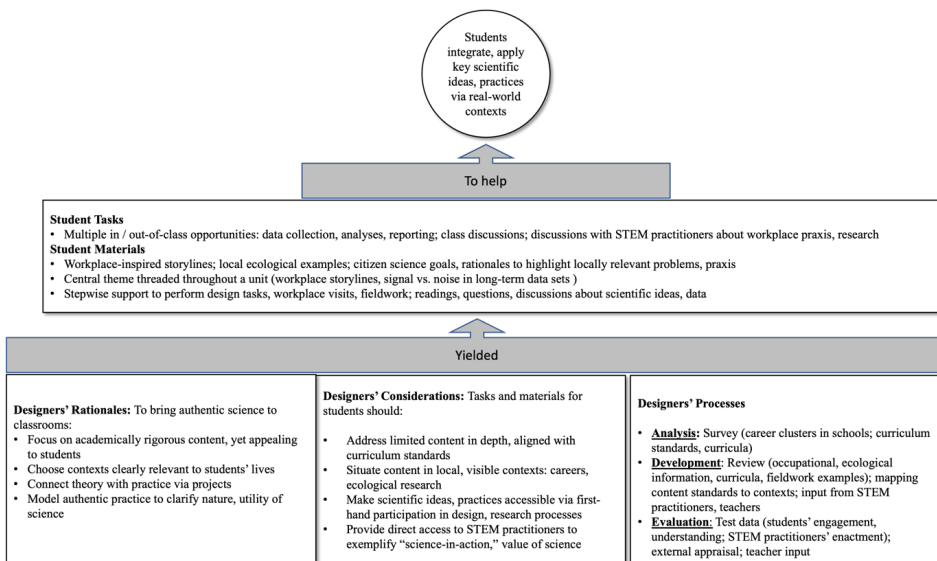 Students
integrate, apply
key scientific
ideas, practices
via real-world
contexts
To help
Student Tasks
• Multiple in / out-of-class opportunities: data collection, analyses, reporting; class discussions; discussions with STEM practitioners about workplace praxis, research
Student Materials
• Workplace-inspired storylines; local ecological examples; citizen science goals, rationales to highlight locally relevant problems, praxis
• Central theme threaded throughout a unit (workplace storylines, signal vs. noise in long-term data sets )
• Stepwise support to perform design tasks, workplace visits, fieldwork; readings, questions, discussions about scientific ideas, data
Yielded
Designers’ Rationales: To bring authentic science to
classrooms:
• Focus on academically rigorous content, yet appealing
to students
• Choose contexts clearly relevant to students’ lives
• Connect theory with practice via projects
• Model authentic practice to clarify nature, utility of
science
Designers’ Considerations: Tasks and materials for
students should:
• Address limited content in depth, aligned with
curriculum standards
• Situate content in local, visible contexts: careers,
ecological research
• Make scientific ideas, practices accessible via first-
hand participation in design, research processes
• Provide direct access to STEM practitioners to
exemplify “science-in-action,” value of science
Designers’ Processes
• Analysis: Survey (career clusters in schools; curriculum
standards, curricula)
• Development: Review (occupational, ecological
information, curricula, fieldwork examples); mapping
content standards to contexts; input from STEM
practitioners, teachers
• Evaluation: Test data (students’ engagement,
understanding; STEM practitioners’ enactment);
external appraisal; teacher input